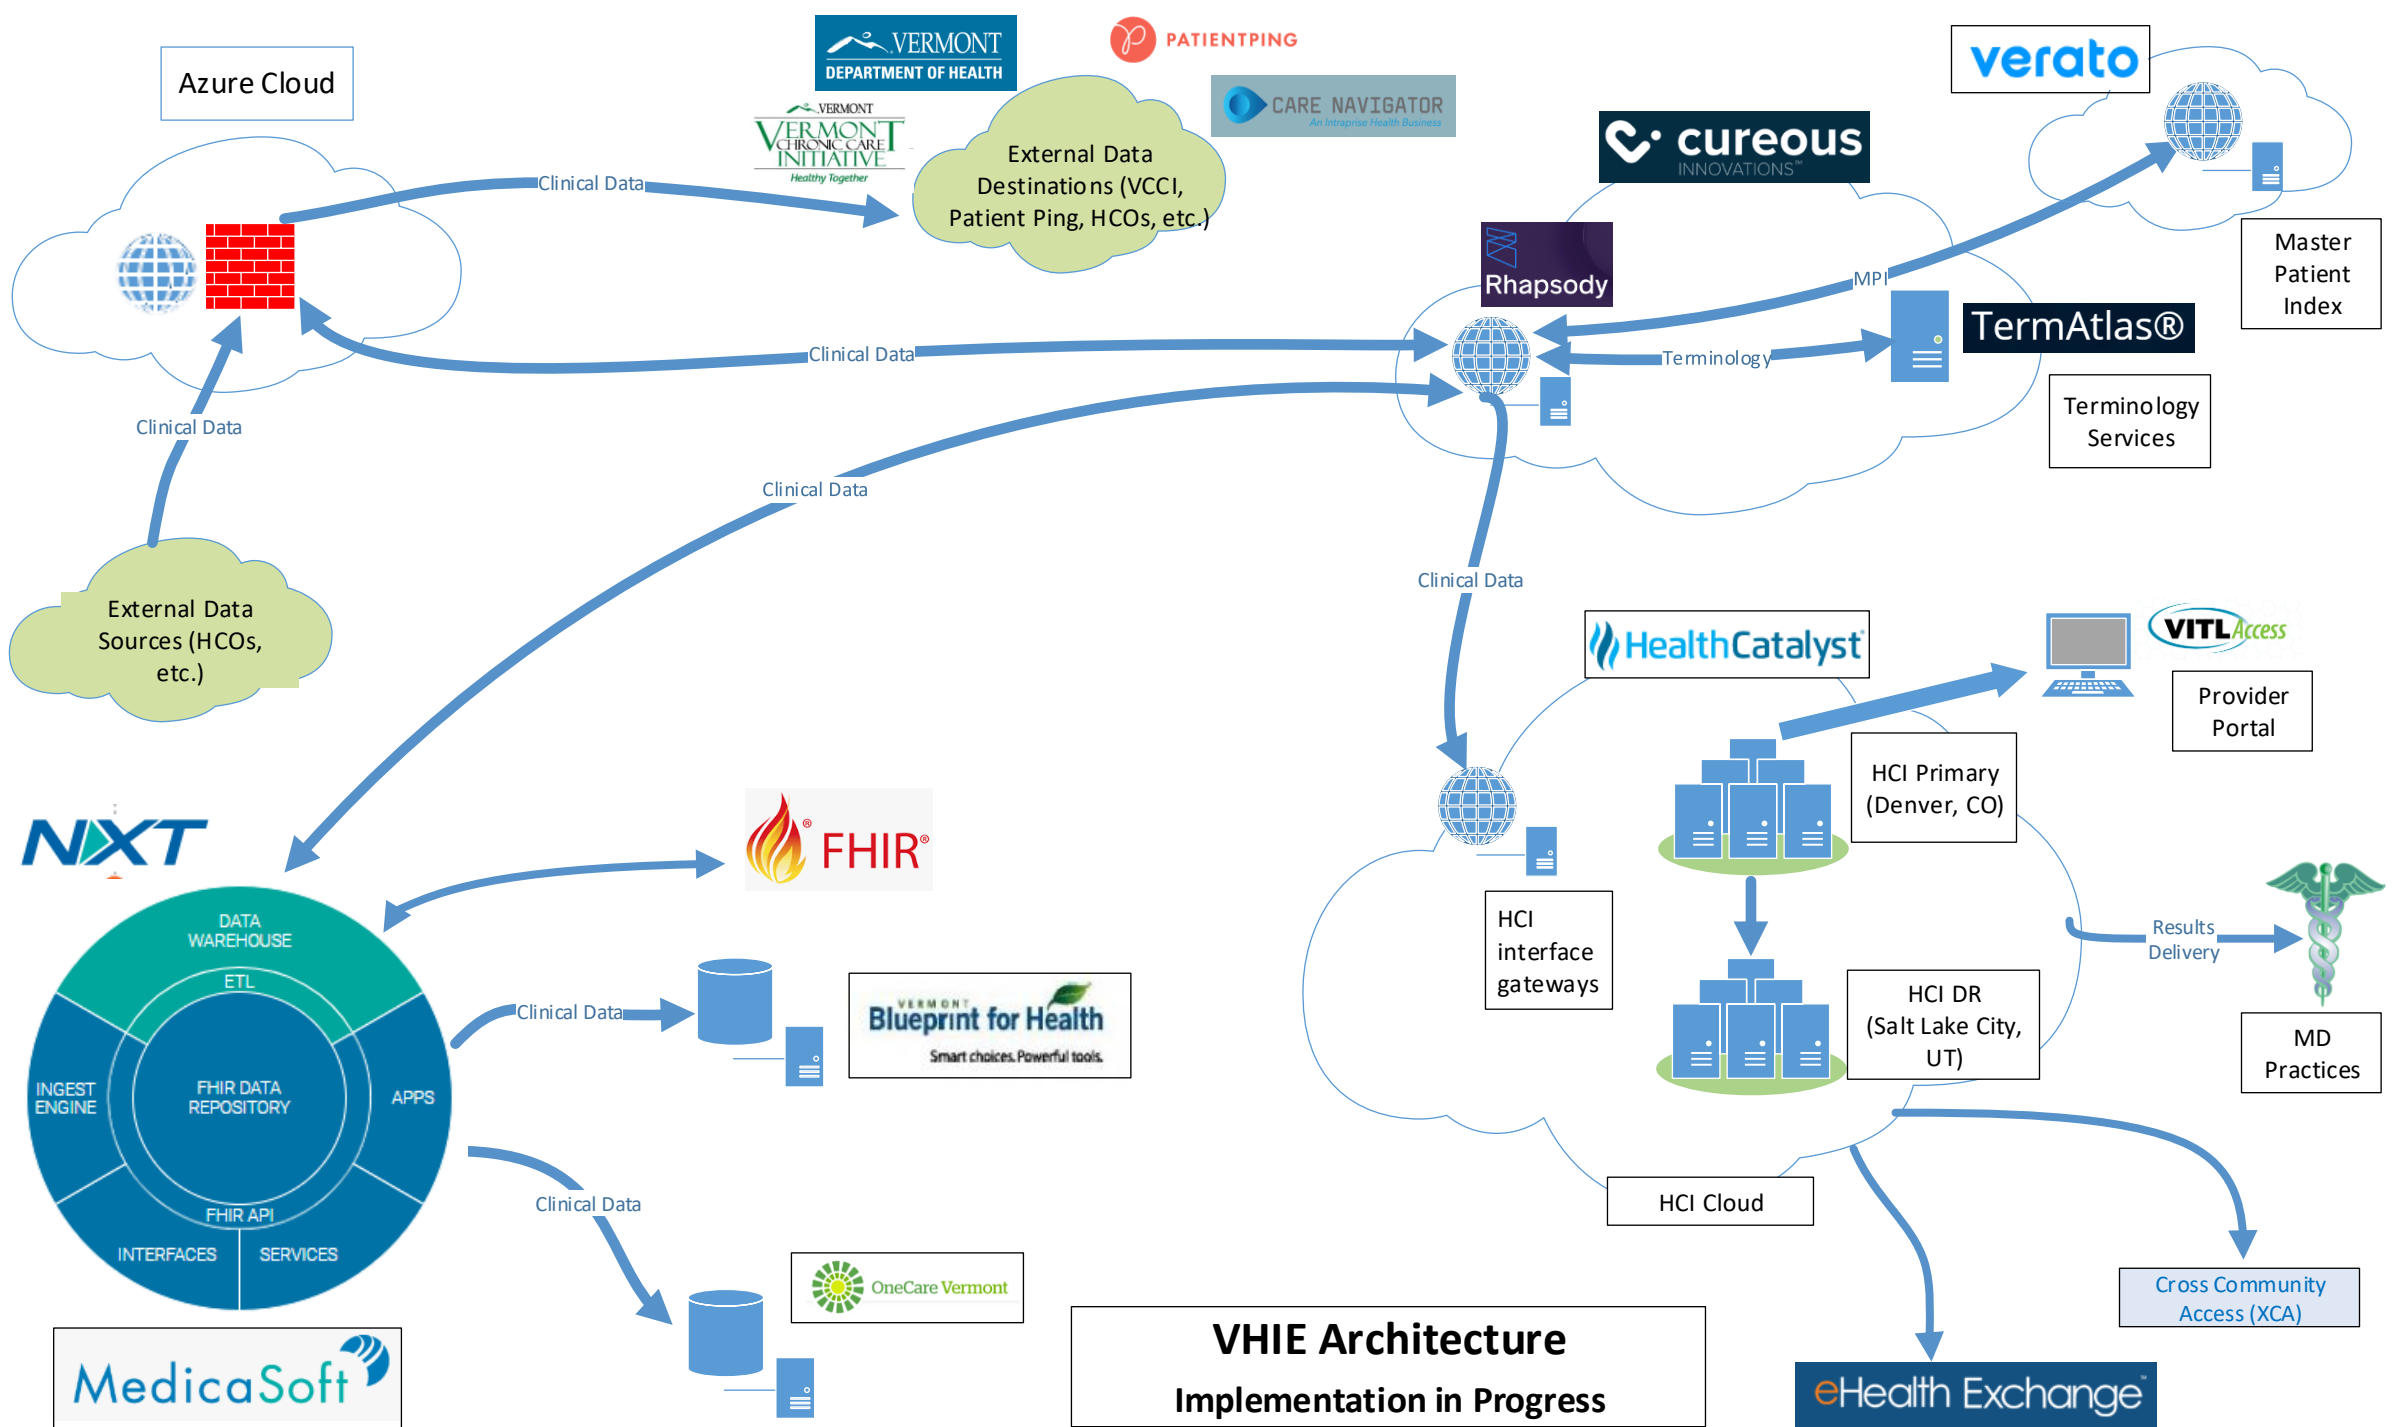 Azure Cloud
VERMONT
DEPARTMENT OF HEALTH
PATIENTPING
VERMONT
VERMONT
CHRONIC CARE
INITIATIVE
Healthy Together
CARE NAVIGATOR
An Intraprise Health Business
External Data
Destinations (VCCI,
Patient Ping, HCOs, etc.)
cureous
INNOVATIONS™
verato
Master
Patient
Index
Rhapsody
TermAtlas®
Terminology
Services
Clinical Data
MPI
Clinical Data
Terminology
Clinical Data
Clinical Data
Clinical Data
External Data
Sources (HCOs,
etc.)
HealthCatalyst
VITLAccess
Provider
Portal
HCI Primary
(Denver, CO)
HCI
interface
gateways
HCI DR
(Salt Lake City,
UT)
Results
Delivery
MD
Practices
HCI Cloud
Cross Community
Access (XCA)
eHealth Exchange™
NXT
® FHIR®
DATA
WAREHOUSE
ETL
FHIR DATA
REPOSITORY
INGEST
ENGINE
APPS
FHIR API
INTERFACES
SERVICES
MedicaSoft
Clinical Data
VERMONT
Blueprint for Health
Smart choices. Powerful tools.
Clinical Data
OneCare Vermont
VHIE Architecture
Implementation in Progress